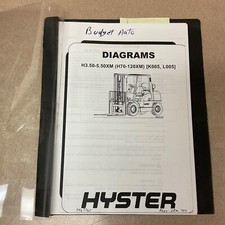 Budget Auto
DIAGRAMS
H3.50-5.50XM (H70-120XM) [K005, L005]
HYSTER